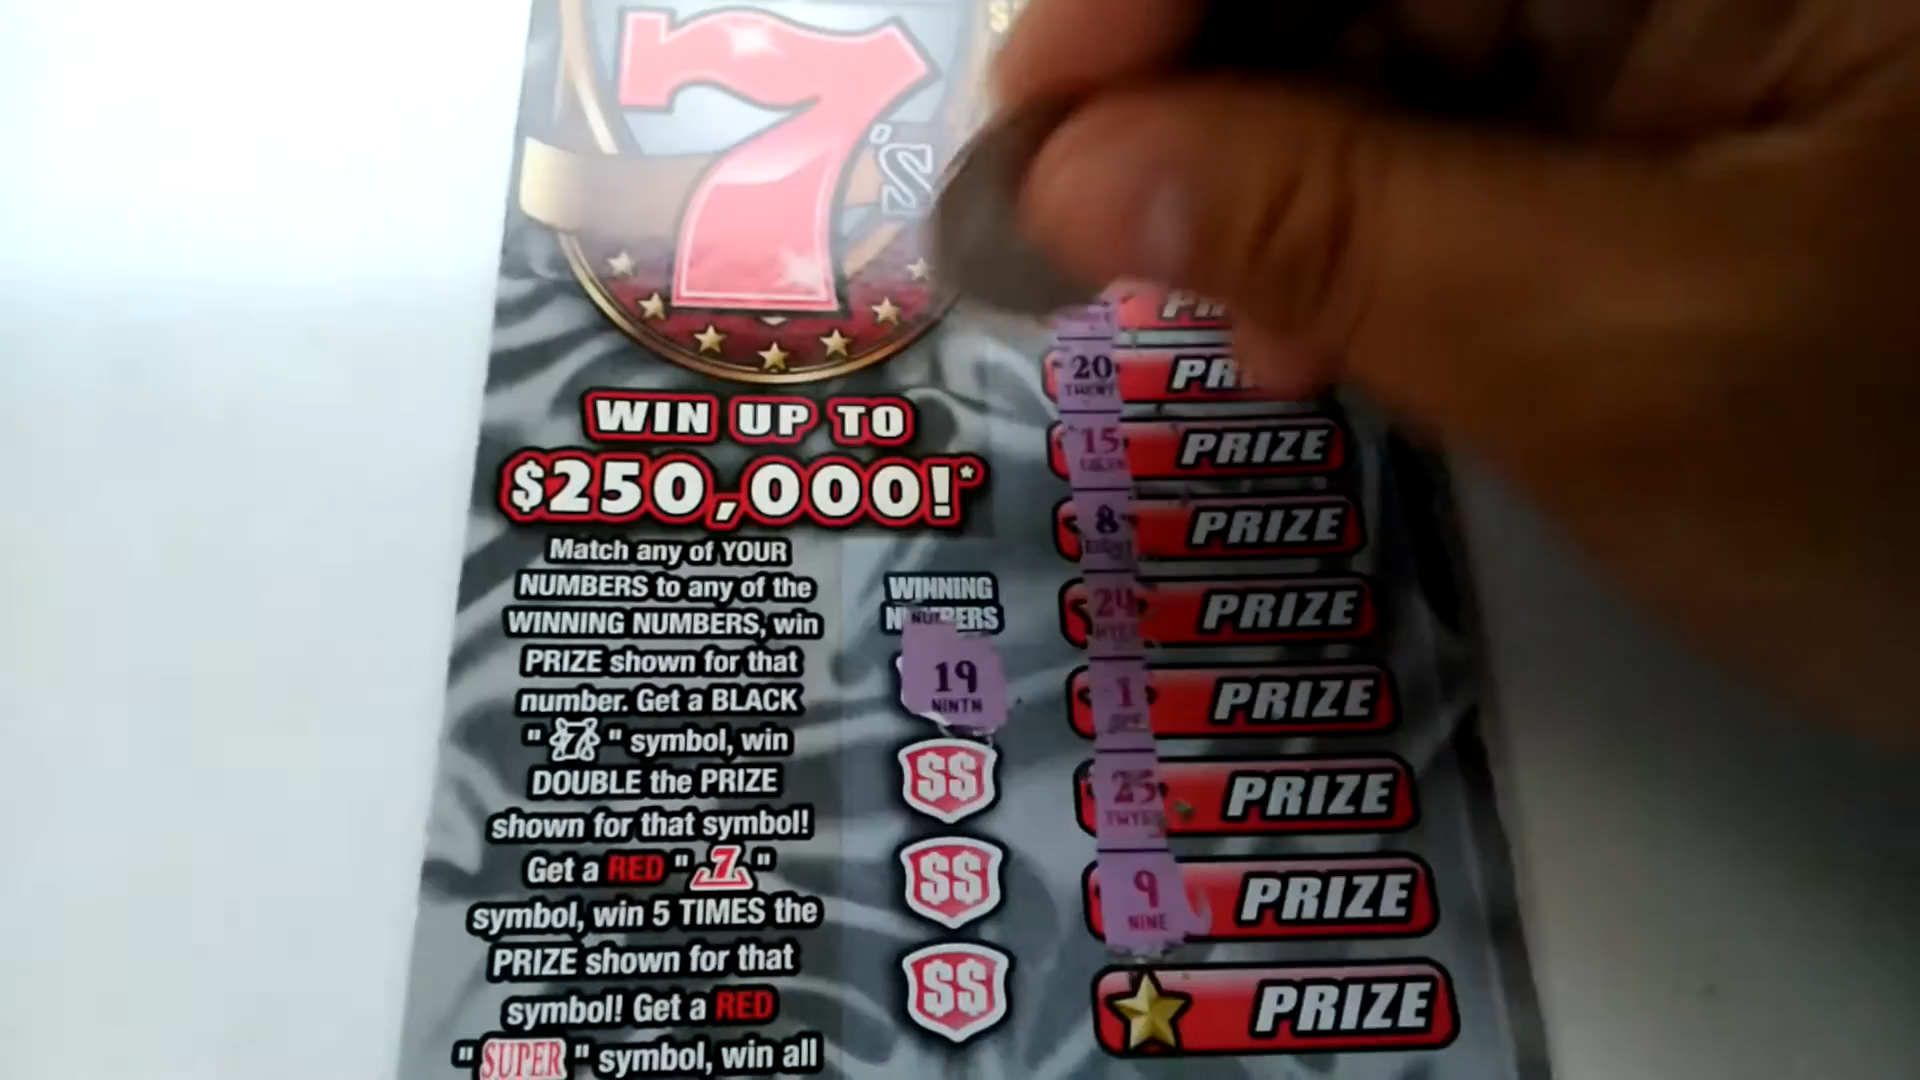 7's
WIN UP TO
$250,000!*
Match any of YOUR
NUMBERS to any of the
WINNING NUMBERS, win
PRIZE shown for that
number. Get a BLACK
"7" symbol, win
DOUBLE the PRIZE
shown for that symbol!
Get a RED "7"
symbol, win 5 TIMES the
PRIZE shown for that
symbol! Get a RED
"SUPER" symbol, win all
WINNING
NUMBERS
19
NINTN
$$
$$
$$
20
15
PRIZE
8
PRIZE
24
PRIZE
1
PRIZE
25
PRIZE
9
NINE
PRIZE
PRIZE